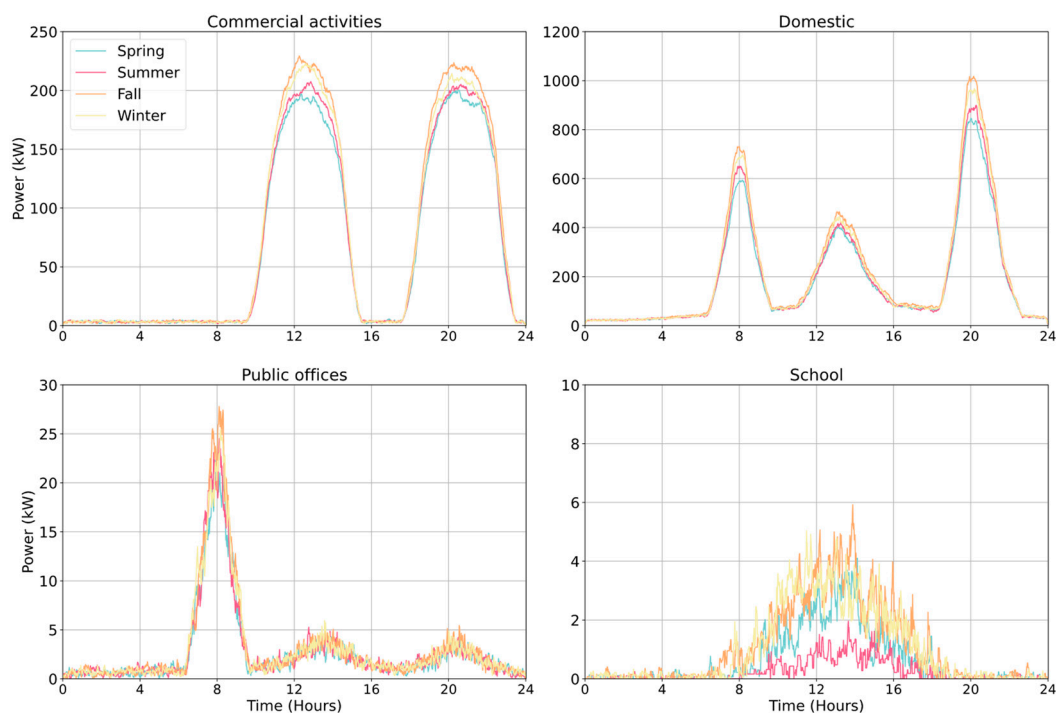 Commercial activities
Domestic
250
200
150
100
50
0
Power (kW)
Spring
Summer
Fall
Winter
0 4 8 12 16 20 24
1200
1000
800
600
400
200
0
0 4 8 12 16 20 24
Public offices
School
30
25
20
15
10
5
0
Power (kW)
0 4 8 12 16 20 24
Time (Hours)
10
8
6
4
2
0
0 4 8 12 16 20 24
Time (Hours)